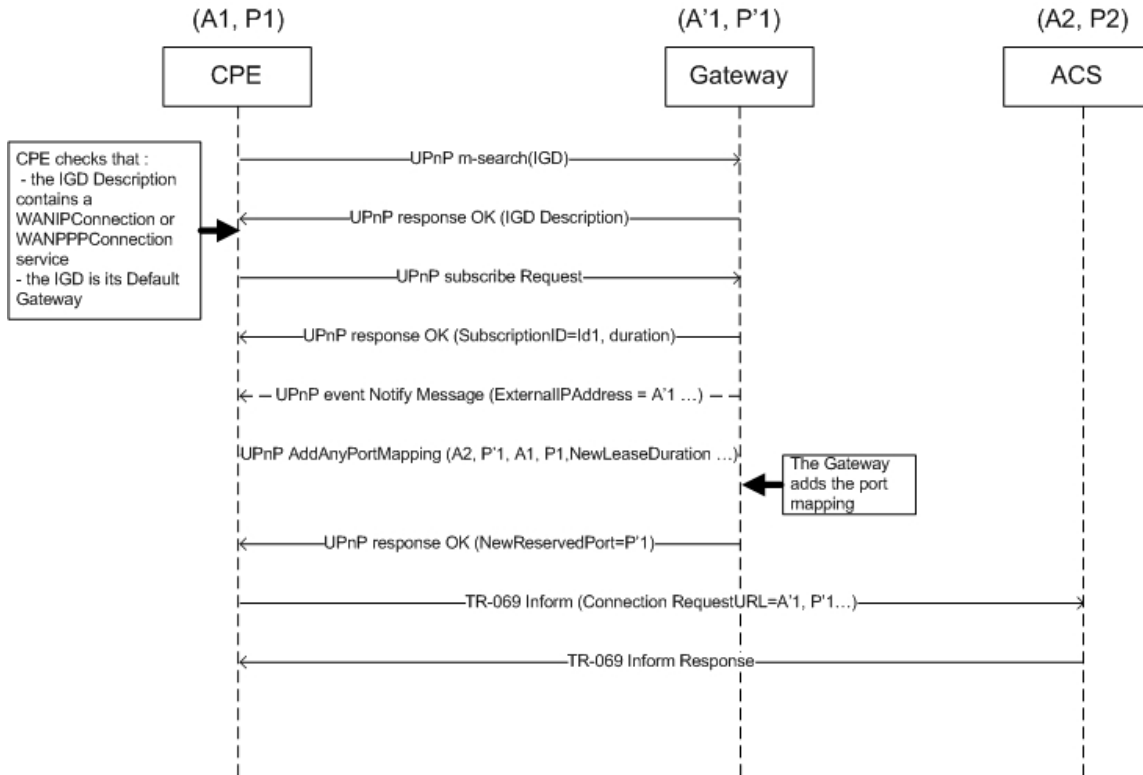 (A1, P1)
(A'1, P'1)
(A2, P2)
CPE
Gateway
ACS
CPE checks that :
- the IGD Description
contains a
WANIPConnection or
WANPPPConnection
service
- the IGD is its Default
Gateway
UPnP m-search(IGD)
UPnP response OK (IGD Description)
UPnP subscribe Request
UPnP response OK (SubscriptionID=Id1, duration)
UPnP event Notify Message (ExternalIPAddress = A'1 ...)
UPnP AddAnyPortMapping (A2, P'1, A1, P1,NewLeaseDuration ...)
The Gateway
adds the port
mapping
UPnP response OK (NewReservedPort=P'1)
TR-069 Inform (Connection RequestURL=A'1, P'1...)
TR-069 Inform Response